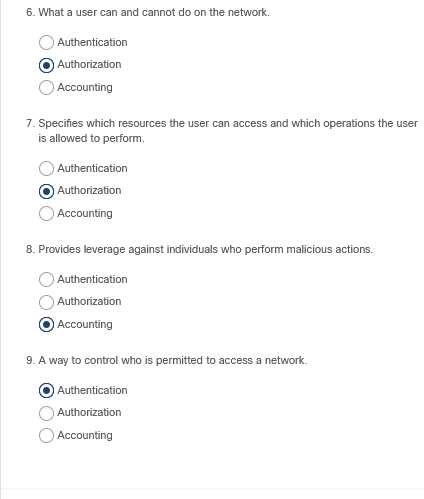 6. What a user can and cannot do on the network.
Authentication
Authorization
Accounting
7. Specifies which resources the user can access and which operations the user
is allowed to perform.
Authentication
Authorization
Accounting
8. Provides leverage against individuals who perform malicious actions.
Authentication
Authorization
Accounting
9. A way to control who is permitted to access a network.
Authentication
Authorization
Accounting